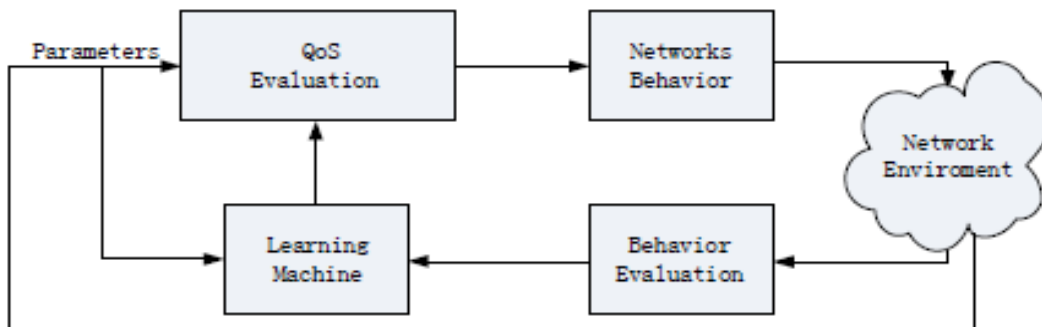 Parameters
QoS
Evaluation
Networks
Behavior
Network
Enviroment
Learning
Machine
Behavior
Evaluation